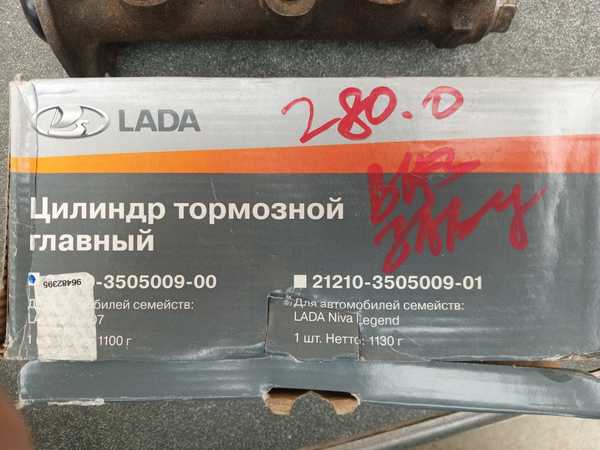 LADA
280.0
Цилиндр тормозной
главный
-3505009-00
21210-3505009-01
96482395
Для автомобилей семейств:
LADA Niva Legend
1 шт. Нетто: 1130 г
1100 г